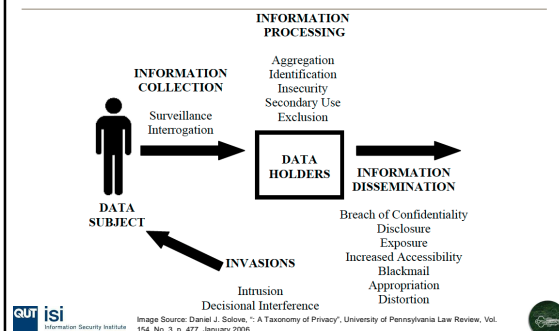 INFORMATION
PROCESSING
Aggregation
Identification
Insecurity
Secondary Use
Exclusion
INFORMATION
COLLECTION
Surveillance
Interrogation
DATA
HOLDERS
INFORMATION
DISSEMINATION
Breach of Confidentiality
Disclosure
Exposure
Increased Accessibility
Blackmail
Appropriation
Distortion
DATA
SUBJECT
INVASIONS
Intrusion
Decisional Interference
QUT isi
Information Security Institute
Image Source: Daniel J. Solove, ": A Taxonomy of Privacy", University of Pennsylvania Law Review, Vol.
154, No. 3, p. 477, January 2006